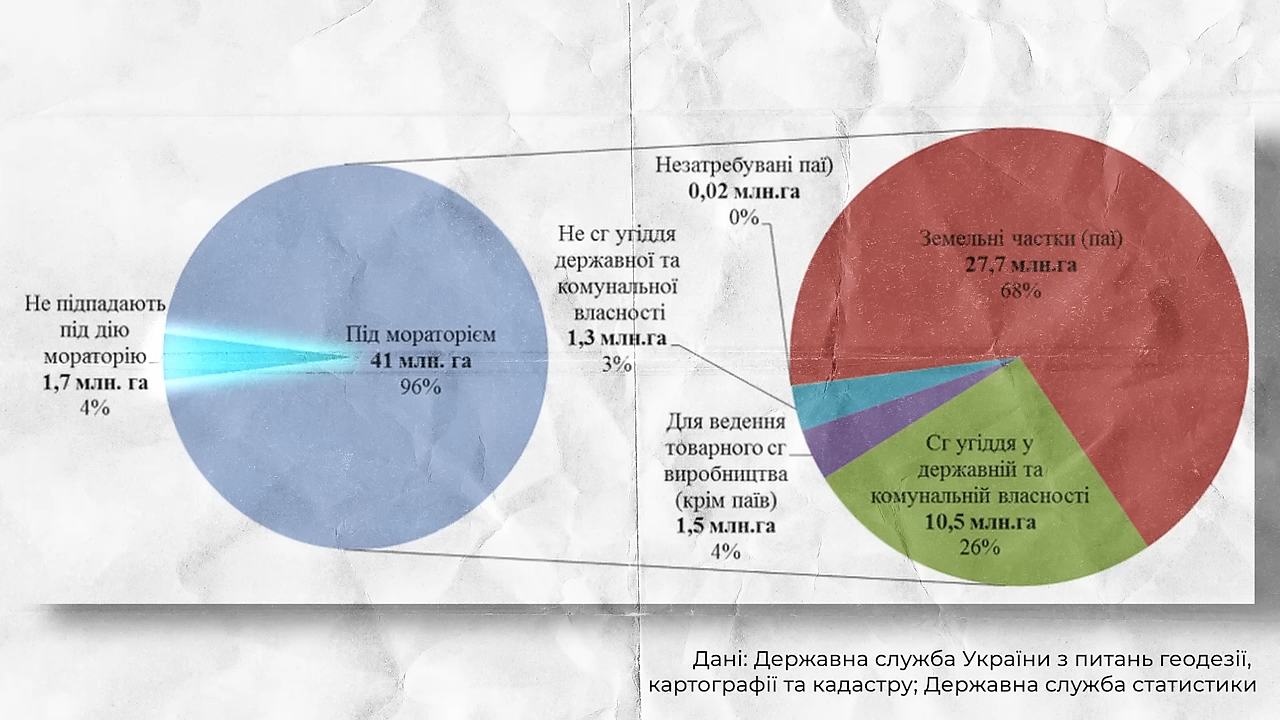 Не підпадають
під дію
мораторію
1,7 млн. га
4%
Під мораторієм
41 млн. га
96%
Незатребувані паї)
0,02 млн.га
0%
Не сг угіддя
державної та
комунальної
власності
1,3 млн.га
3%
Для ведення
товарного сг
виробництва
(крім паїв)
1,5 млн.га
4%
Земельні частки (паї)
27,7 млн.га
68%
Сг угіддя у
державній та
комунальній власності
10,5 млн.га
26%
Дані: Державна служба України з питань геодезії,
картографії та кадастру; Державна служба статистики